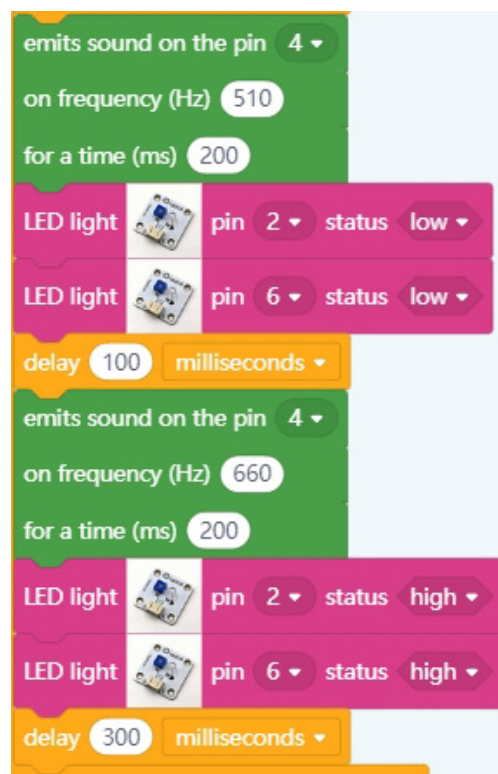 emits sound on the pin 4
on frequency (Hz) 510
for a time (ms) 200
LED light pin 2 status low
LED light pin 6 status low
delay 100 milliseconds
emits sound on the pin 4
on frequency (Hz) 660
for a time (ms) 200
LED light pin 2 status high
LED light pin 6 status high
delay 300 milliseconds